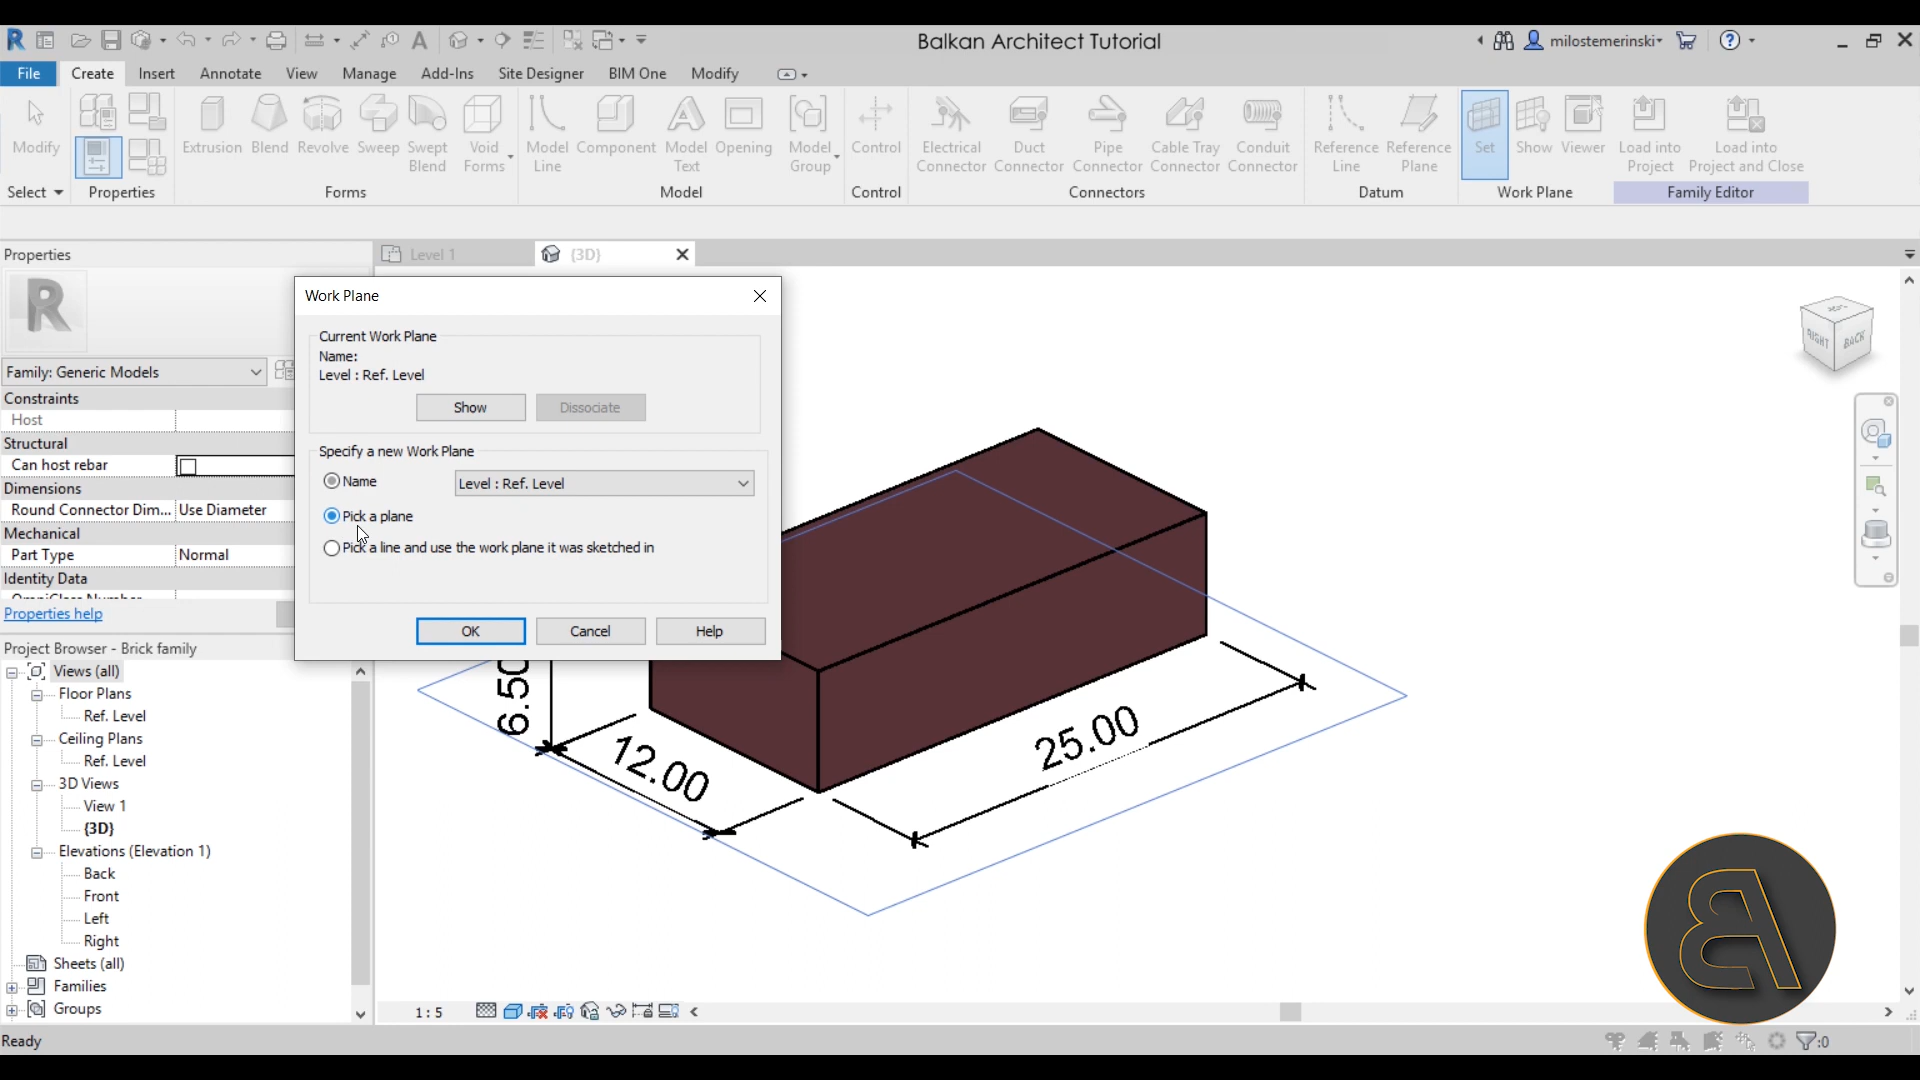 Balkan Architect Tutorial
milostemerinski
File Create Insert Annotate View Manage Add-Ins Site Designer BIM One Modify
Modify
Extrusion Blend Revolve Sweep Swept Blend Void Forms
Model Line Component Model Text Opening Model Group
Control
Electrical Connector Duct Connector Pipe Connector Cable Tray Connector Conduit Connector
Reference Line Reference Plane
Set Show Viewer
Load into Project Load into Project and Close
Select Properties Forms Model Control Connectors Datum Work Plane Family Editor
Properties
Level 1 {3D}
R
Family: Generic Models
Constraints
Host
Structural
Can host rebar
Dimensions
Round Connector Dim... Use Diameter
Mechanical
Part Type Normal
Identity Data
Properties help
Project Browser - Brick family
Views (all)
Floor Plans
Ref. Level
Ceiling Plans
Ref. Level
3D Views
View 1
{3D}
Elevations (Elevation 1)
Back
Front
Left
Right
Sheets (all)
Families
Groups
Work Plane
Current Work Plane
Name:
Level : Ref. Level
Show Dissociate
Specify a new Work Plane
Name Level : Ref. Level
Pick a plane
Pick a line and use the work plane it was sketched in
OK Cancel Help
6.50
12.00
25.00
RIGHT BACK
1 : 5
Ready
:0